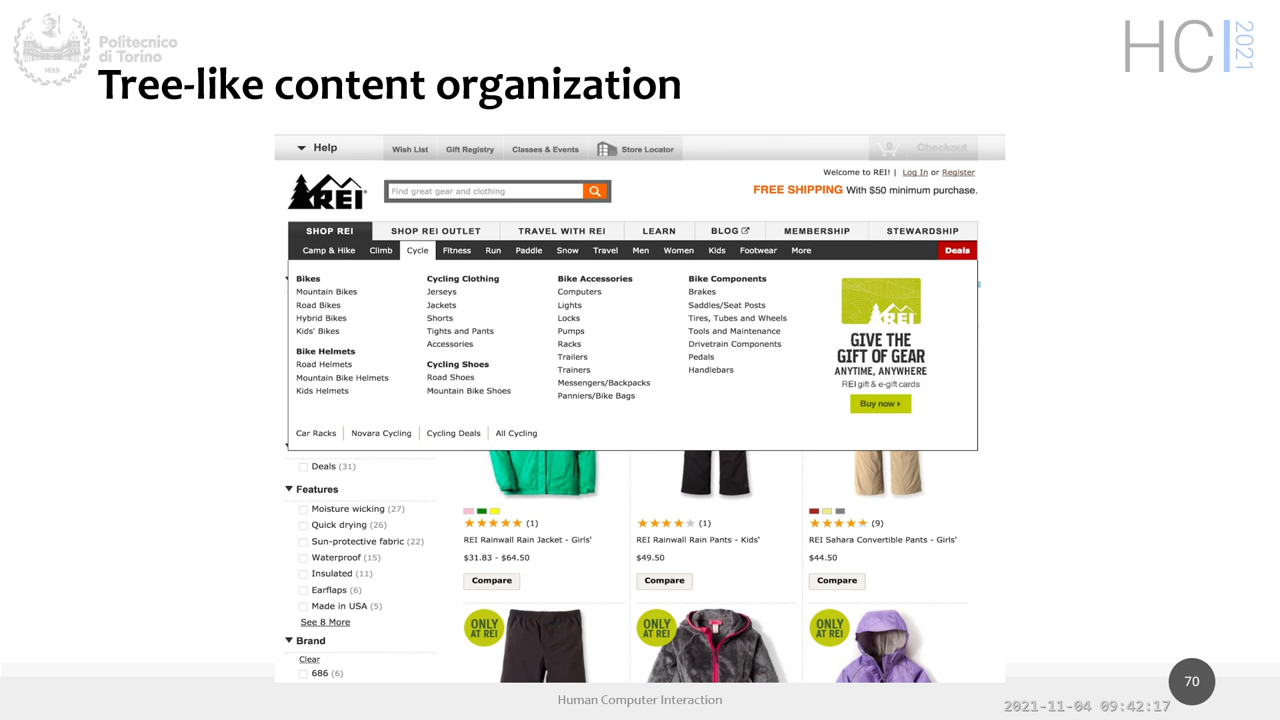 Politecnico
di Torino
1859
HCI 2021
Tree-like content organization
Help
Wish List
Gift Registry
Classes & Events
Store Locator
0
Checkout
Welcome to REI! | Log In or Register
REI
Find great gear and clothing
FREE SHIPPING With $50 minimum purchase.
SHOP REI
SHOP REI OUTLET
TRAVEL WITH REI
LEARN
BLOG
MEMBERSHIP
STEWARDSHIP
Camp & Hike
Climb
Cycle
Fitness
Run
Paddle
Snow
Travel
Men
Women
Kids
Footwear
More
Deals
Bikes
Mountain Bikes
Road Bikes
Hybrid Bikes
Kids' Bikes
Bike Helmets
Road Helmets
Mountain Bike Helmets
Kids Helmets
Cycling Clothing
Jerseys
Jackets
Shorts
Tights and Pants
Accessories
Cycling Shoes
Road Shoes
Mountain Bike Shoes
Bike Accessories
Computers
Lights
Locks
Pumps
Racks
Trailers
Trainers
Messengers/Backpacks
Panniers/Bike Bags
Bike Components
Brakes
Saddles/Seat Posts
Tires, Tubes and Wheels
Tools and Maintenance
Drivetrain Components
Pedals
Handlebars
REI
GIVE THE
GIFT OF GEAR
ANYTIME, ANYWHERE
REI gift & e-gift cards
Buy now
Car Racks
Novara Cycling
Cycling Deals
All Cycling
Deals (31)
Features
Moisture wicking (27)
Quick drying (26)
Sun-protective fabric (22)
Waterproof (15)
Insulated (11)
Earflaps (6)
Made in USA (5)
See 8 More
Brand
Clear
686 (6)
(1)
REI Rainwall Rain Jacket - Girls'
$31.83 - $64.50
Compare
(1)
REI Rainwall Rain Pants - Kids'
$49.50
Compare
(9)
REI Sahara Convertible Pants - Girls'
$44.50
Compare
ONLY
AT REI
ONLY
AT REI
ONLY
AT REI
Human Computer Interaction
70
2021-11-04 09:42:17